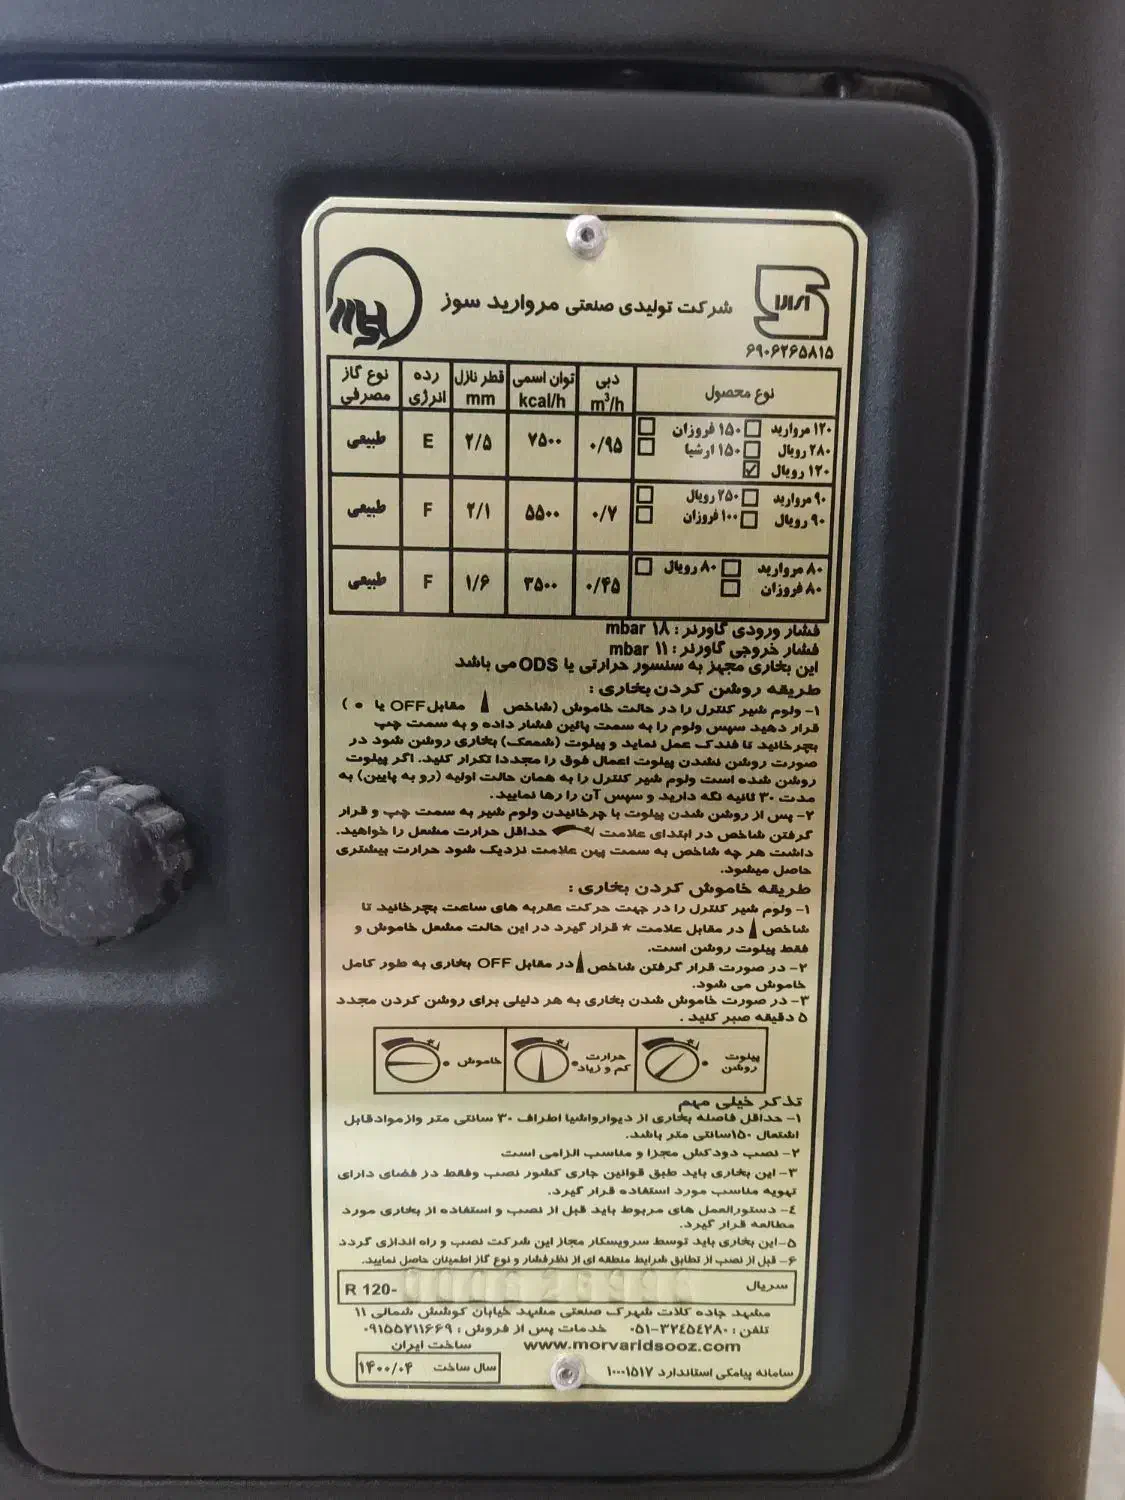 شرکت تولیدی صنعتی مروارید سوز
۶۹۰۶۲۶۵۸۱۵
نوع محصول دبی m³/h توان اسمی kcal/h قطر نازل mm رده انرژی نوع گاز مصرفی
۱۲۰ مروارید ۱۵۰ فروزان
۲۸۰ رویال ۱۵۰ ارشیا
۱۲۰ رویال
۰/۹۵ ۷۵۰۰ ۲/۵ E طبیعی
۹۰ مروارید ۲۵۰ رویال
۹۰ رویال ۱۰۰ فروزان
۰/۷ ۵۵۰۰ ۲/۱ F طبیعی
۸۰ مروارید ۸۰ رویال
۸۰ فروزان
۰/۴۵ ۳۵۰۰ ۱/۶ F طبیعی
فشار ورودی گاورنر : ۱۸ mbar
فشار خروجی گاورنر : ۱۱ mbar
این بخاری مجهز به سنسور حرارتی یا ODS می باشد
طریقه روشن کردن بخاری :
۱- ولوم شیر کنترل را در حالت خاموش (شاخص مقابل OFF یا • )
قرار دهید سپس ولوم را به سمت پائین فشار داده و به سمت چپ
بچرخانید تا فندک عمل نماید و پیلوت (شمعک) بخاری روشن شود در
صورت روشن نشدن پیلوت اعمال فوق را مجددا تکرار کنید. اگر پیلوت
روشن شده است ولوم شیر کنترل را به همان حالت اولیه (رو به پایین) به
مدت ۳۰ ثانیه نگه دارید و سپس آن را رها نمایید.
۲- پس از روشن شدن پیلوت با چرخانیدن ولوم شیر به سمت چپ و قرار
گرفتن شاخص در ابتدای علامت حداقل حرارت مشعل را خواهید.
داشت هر چه شاخص به سمت پهن علامت نزدیک شود حرارت بیشتری
حاصل میشود.
طریقه خاموش کردن بخاری :
۱- ولوم شیر کنترل را در جهت حرکت عقربه های ساعت بچرخانید تا
شاخص در مقابل علامت * قرار گیرد در این حالت مشعل خاموش و
فقط پیلوت روشن است.
۲- در صورت قرار گرفتن شاخص در مقابل OFF بخاری به طور کامل
خاموش می شود.
۳- در صورت خاموش شدن بخاری به هر دلیلی برای روشن کردن مجدد
۵ دقیقه صبر کنید .
پیلوت روشن
حرارت کم و زیاد
خاموش
تذکر خیلی مهم
۱- حداقل فاصله بخاری از دیوارواشیا اطراف ۳۰ سانتی متر وازموادقابل
اشتعال ۱۵۰سانتی متر باشد.
۲- نصب دودکش مجزا و مناسب الزامی است
۳- این بخاری باید طبق قوانین جاری کشور نصب وفقط در فضای دارای
تهویه مناسب مورد استفاده قرار گیرد.
٤- دستورالعمل های مربوط باید قبل از نصب و استفاده از بخاری مورد
مطالعه قرار گیرد.
۵-این بخاری باید توسط سرویسکار مجاز این شرکت نصب و راه اندازی گردد
۶- قبل از نصب از تطابق شرایط منطقه ای از نظرفشار و نوع گاز اطمینان حاصل نمایید.
سریال R 120-
مشهد جاده کلات شهرک صنعتی مشهد خیابان کوشش شمالی ۱۱
تلفن : ۰۵۱-۳۲٤۵٤۲۸۰ خدمات پس از فروش : ۰۹۱۵۵۲۱۱۶۶۹
www.morvaridsooz.com ساخت ایران
سامانه پیامکی استاندارد ۱۰۰۰۱۵۱۷ سال ساخت ۱۴۰۰/۰۴